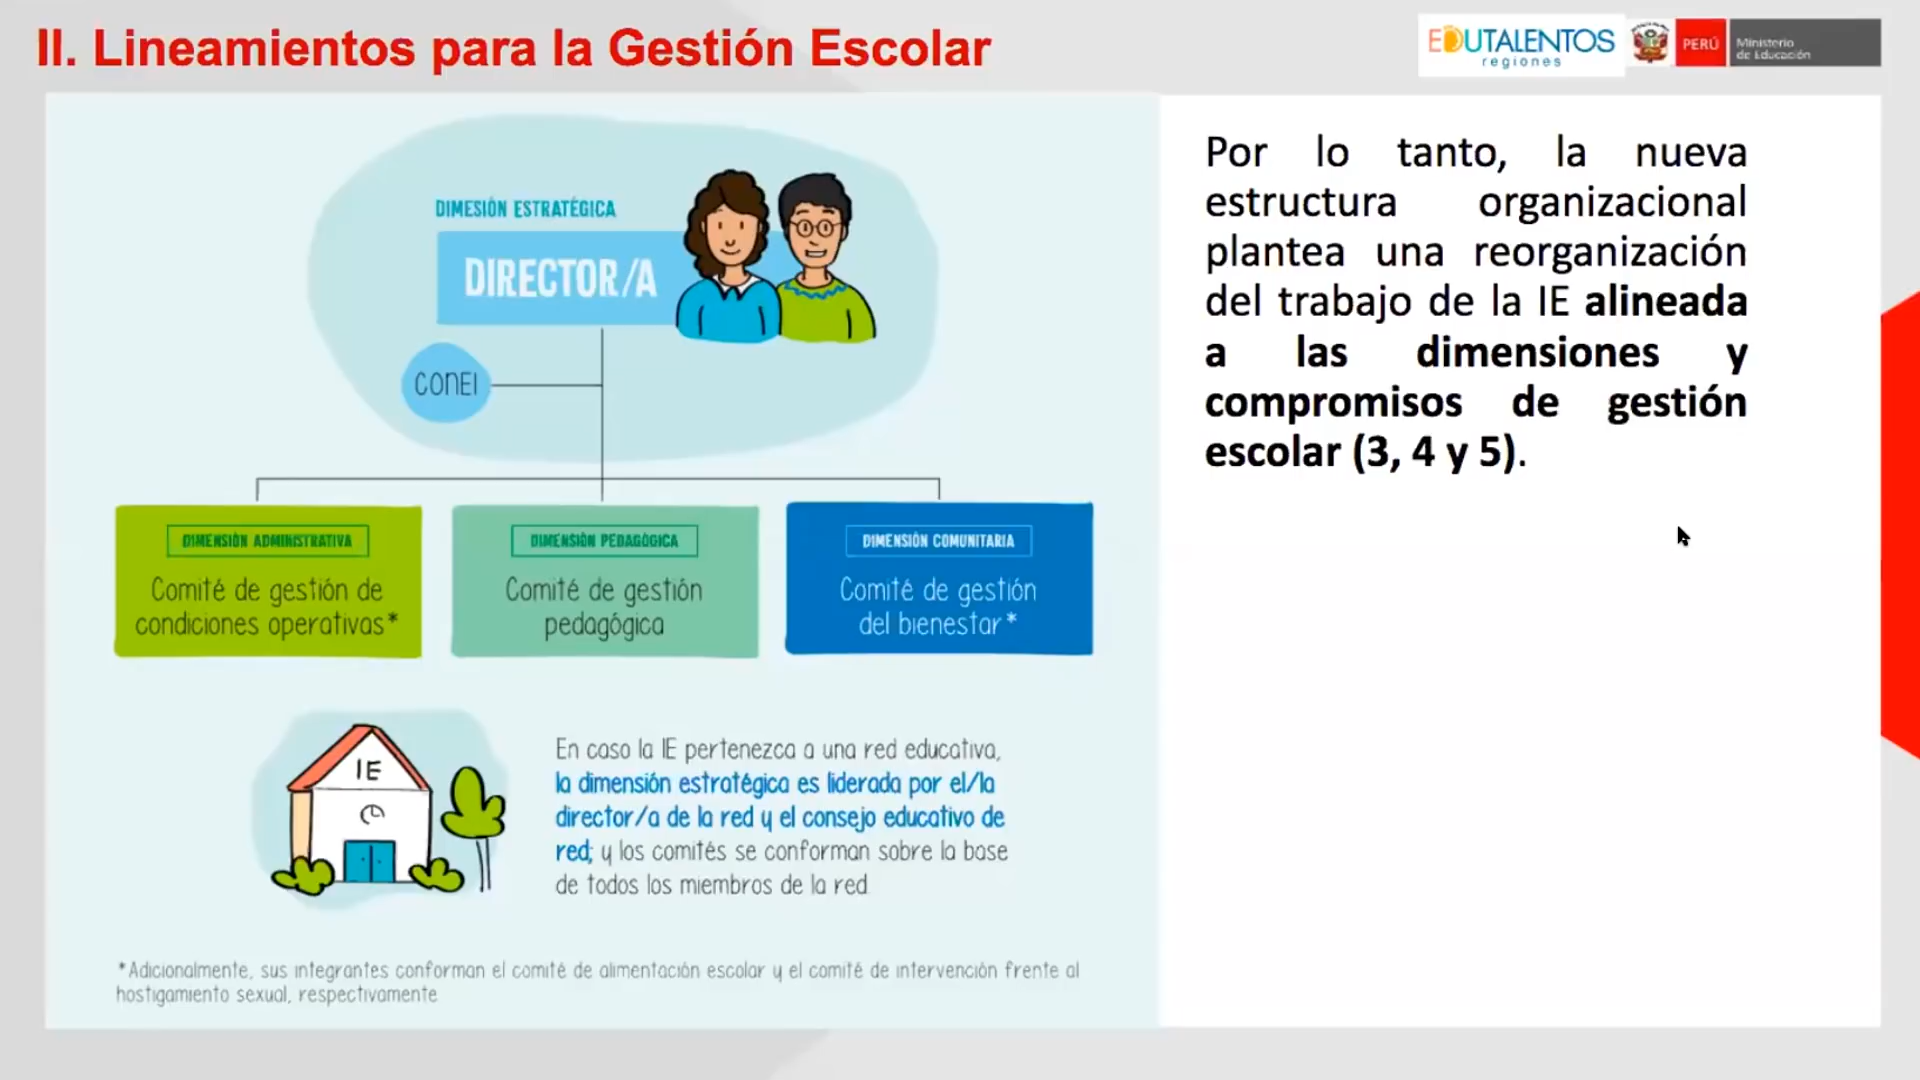 II. Lineamientos para la Gestión Escolar
EDUTALENTOS
regiones
PERÚ
Ministerio
de Educación
DIMESIÓN ESTRATÉGICA
DIRECTOR/A
CONEI
DIMENSIÓN ADMINISTRATIVA
Comité de gestión de
condiciones operativas*
DIMENSIÓN PEDAGÓGICA
Comité de gestión
pedagógica
DIMENSIÓN COMUNITARIA
Comité de gestión
del bienestar*
IE
En caso la IE pertenezca a una red educativa,
la dimensión estratégica es liderada por el/la
director/a de la red y el consejo educativo de
red; y los comités se conforman sobre la base
de todos los miembros de la red
*Adicionalmente, sus integrantes conforman el comité de alimentación escolar y el comité de intervención frente al
hostigamiento sexual, respectivamente
Por lo tanto, la nueva
estructura organizacional
plantea una reorganización
del trabajo de la IE alineada
a las dimensiones y
compromisos de gestión
escolar (3, 4 y 5).